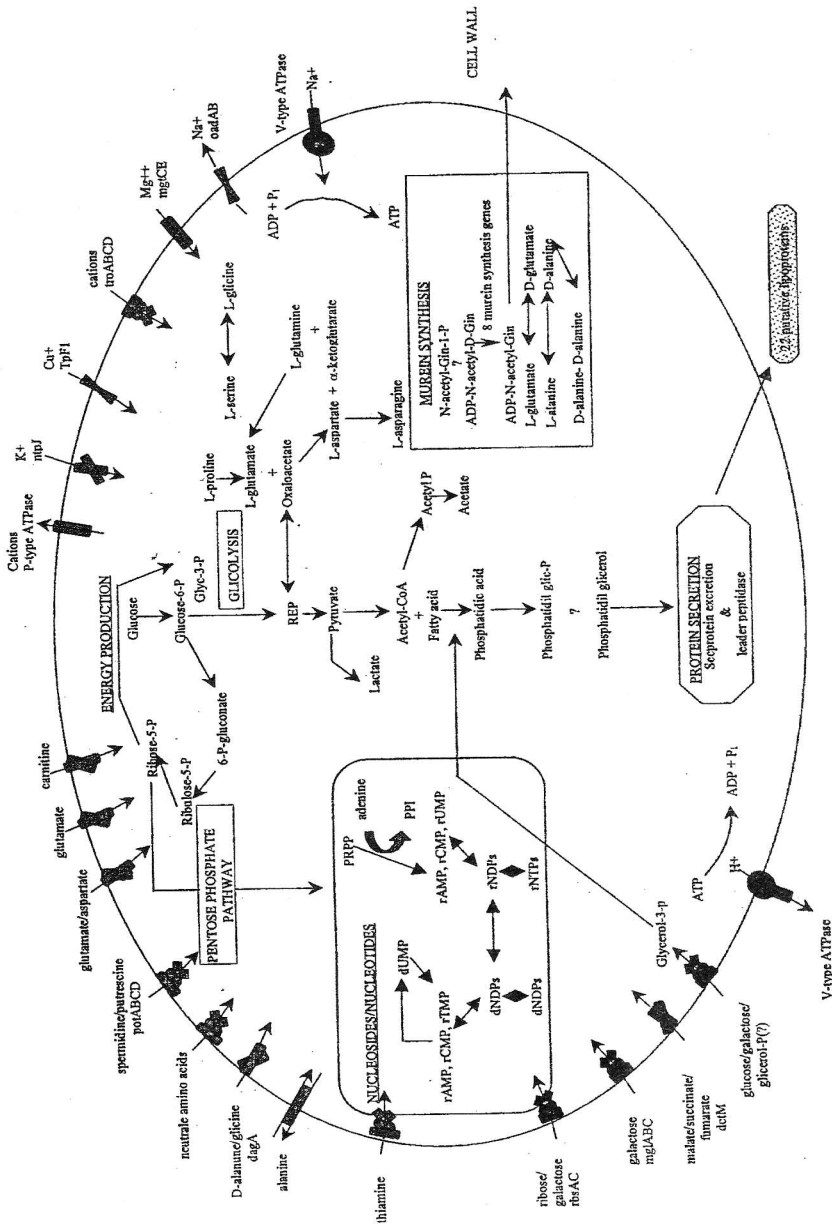 Cations
P-type ATPase
K+
ntpJ
Cu+
TpF1
cations
troABCD
Mg++
mgtCE
Na+
oadAB
V-type ATPase
Na+
carnitine
glutamate
glutamate/aspartate
spermidine/putrescine
potABCD
neutrale amino acids
D-alanune/glicine
dagA
alanine
thiamine
ribose/
galactose
rbsAC
galactose
mglABC
malate/succinate/
fumarate
dctM
glucose/galactose/
glicerol-P(?)
V-type ATPase
H+
ATP
ADP + Pi
ENERGY PRODUCTION
Glucose
Glucose-6-P
Glyc-3-P
GLICOLYSIS
Ribose-5-P
Ribulose-5-P
6-P-gluconate
PENTOSE PHOSPHATE
PATHWAY
REP
Pyruvate
Lactate
Acetyl-CoA
+
Fatty acid
Acetyl P
Acetate
Phosphatidic acid
Phosphatidil glic-P
?
Phosphatidil glicerol
L-proline
L-glutamate
+
Oxaloacetate
L-serine
L-glicine
L-glutamine
+
L-aspartate + α-ketoglutarate
L-asparagine
ADP + Pi
ATP
MUREIN SYNTHESIS
N-acetyl-Gin-1-P
?
ADP-N-acetyl-D-Gin
8 murein synthesis genes
ADP-N-acetyl-Gin
L-glutamate
D-glutamate
L-alanine
D-alanine
D-alanine- D-alanine
CELL WALL
NUCLEOSIDES/NUCLEOTIDES
PRPP
adenine
PPI
rAMP, rCMP, rUMP
rNDPs
rNTPs
dUMP
rAMP, rCMP, rTMP
dNDPs
dNDPs
Glycerol-3-p
PROTEIN SECRETION
Secprotein excretion
&
leader peptidase
22 putative lipoproteins